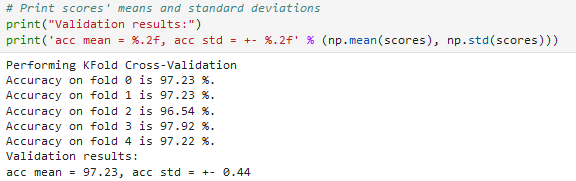 # Print scores' means and standard deviations
print("Validation results:")
print('acc mean = %.2f, acc std = +- %.2f' % (np.mean(scores), np.std(scores)))
Performing KFold Cross-Validation
Accuracy on fold 0 is 97.23 %.
Accuracy on fold 1 is 97.23 %.
Accuracy on fold 2 is 96.54 %.
Accuracy on fold 3 is 97.92 %.
Accuracy on fold 4 is 97.22 %.
Validation results:
acc mean = 97.23, acc std = +- 0.44